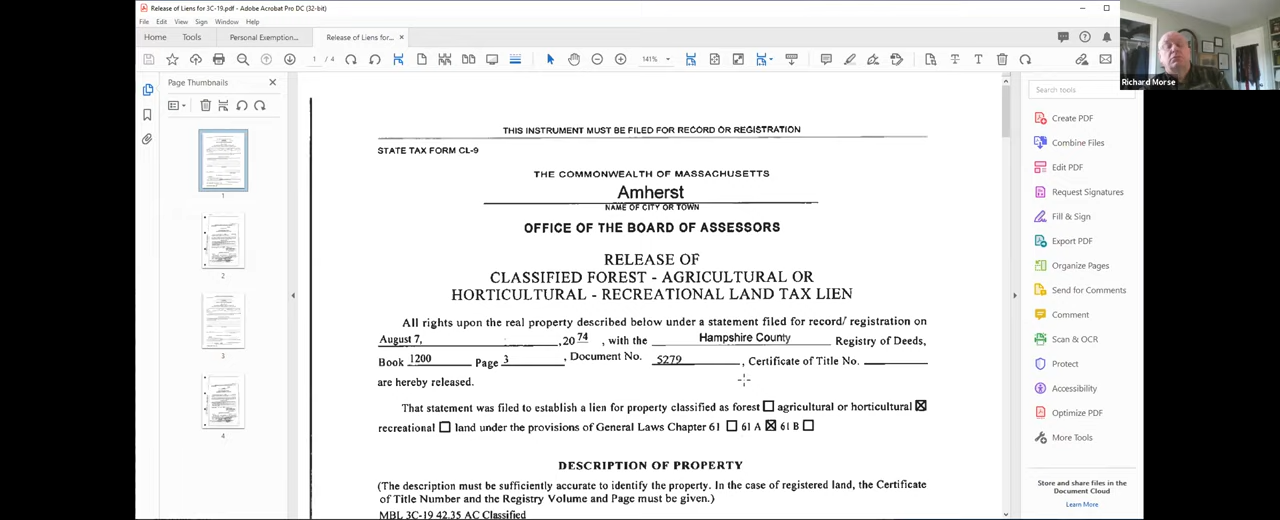 Release of Liens for 3C-19.pdf - Adobe Acrobat Pro DC (32-bit)
File Edit View Sign Window Help
Home Tools Personal Exemption... Release of Liens for... ×
1 / 4 141%
Richard Morse
Page Thumbnails
1
2
3
4
THIS INSTRUMENT MUST BE FILED FOR RECORD OR REGISTRATION
STATE TAX FORM CL-9
THE COMMONWEALTH OF MASSACHUSETTS
Amherst
NAME OF CITY OR TOWN
OFFICE OF THE BOARD OF ASSESSORS
RELEASE OF
CLASSIFIED FOREST - AGRICULTURAL OR
HORTICULTURAL - RECREATIONAL LAND TAX LIEN
All rights upon the real property described below under a statement filed for record/ registration on
August 7, , 20 74 , with the Hampshire County Registry of Deeds,
Book 1200 Page 3 , Document No. 5279 , Certificate of Title No.
are hereby released.
That statement was filed to establish a lien for property classified as forest ☐ agricultural or horticultural ☒
recreational ☐ land under the provisions of General Laws Chapter 61 ☐ 61 A ☒ 61 B ☐
DESCRIPTION OF PROPERTY
(The description must be sufficiently accurate to identify the property. In the case of registered land, the Certificate
of Title Number and the Registry Volume and Page must be given.)
MBL 3C-19 42.35 AC Classified
Search tools
Create PDF
Combine Files
Edit PDF
Request Signatures
Fill & Sign
Export PDF
Organize Pages
Send for Comments
Comment
Scan & OCR
Protect
Accessibility
Optimize PDF
More Tools
Store and share files in the
Document Cloud
Learn More